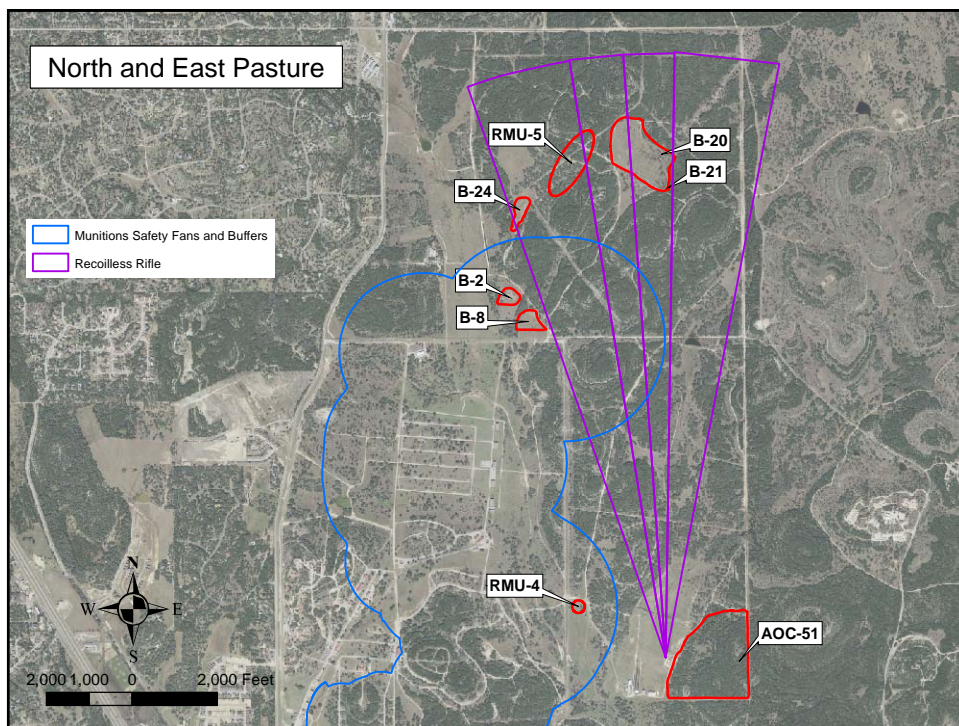 North and East Pasture
RMU-5
B-20
B-21
B-24
Munitions Safety Fans and Buffers
Recoilless Rifle
B-2
B-8
N
W
E
S
RMU-4
AOC-51
2,000 1,000 0 2,000 Feet